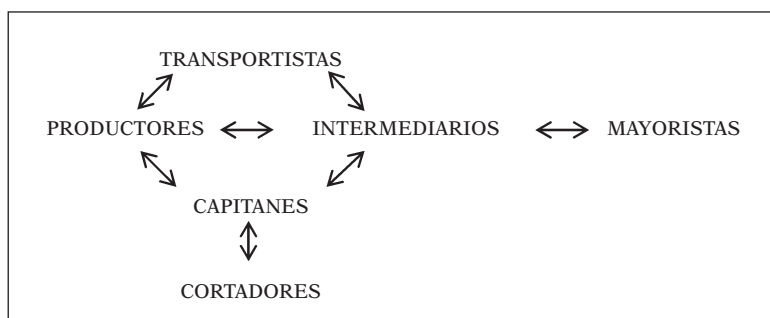 TRANSPORTISTAS
PRODUCTORES INTERMEDIARIOS MAYORISTAS
CAPITANES
CORTADORES